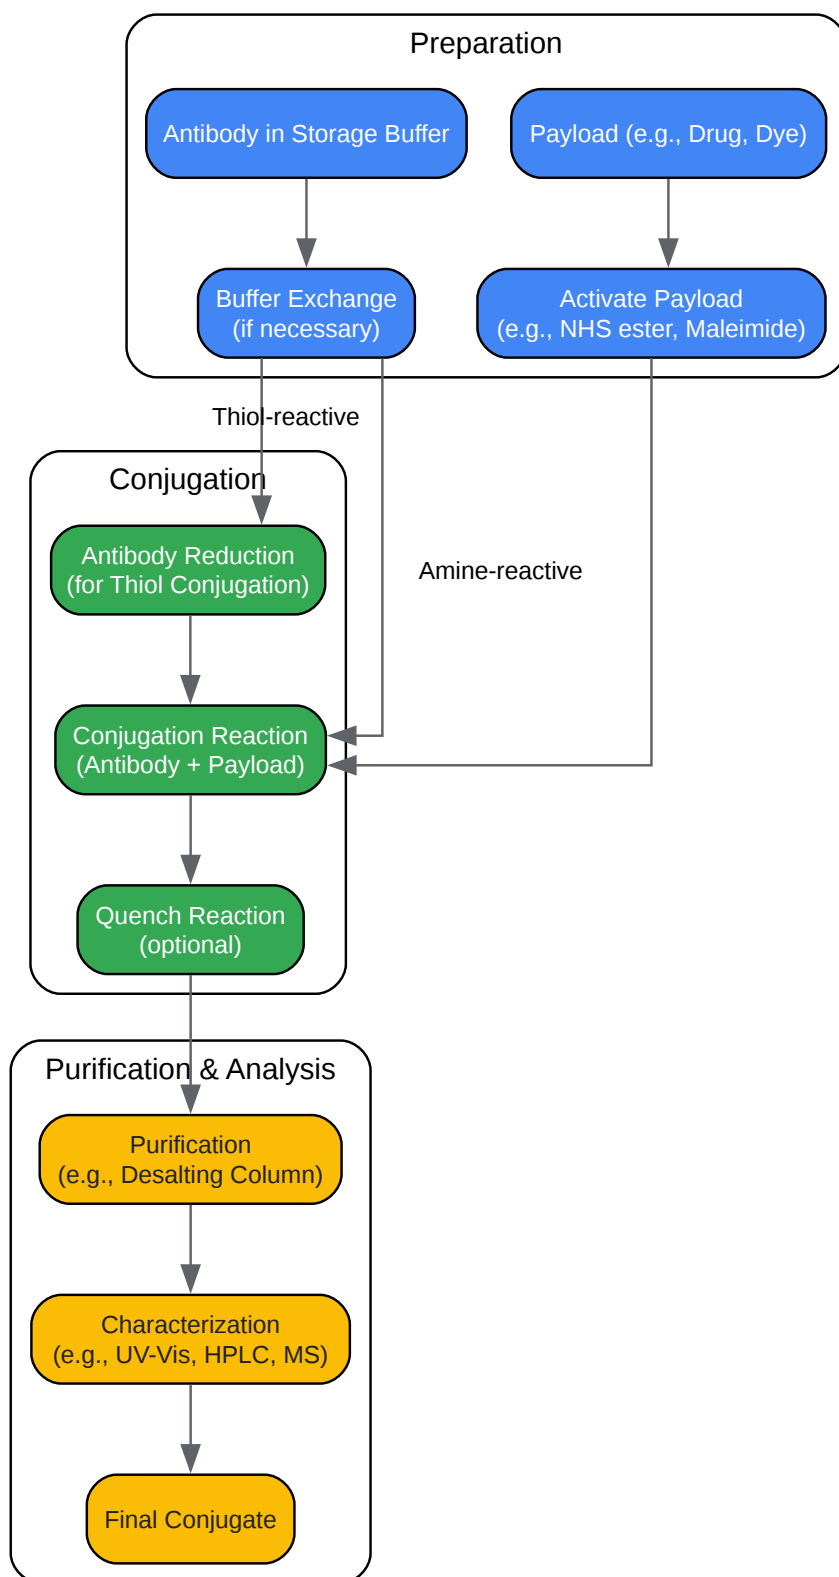 Preparation
Antibody in Storage Buffer
Payload (e.g., Drug, Dye)
Buffer Exchange
(if necessary)
Activate Payload
(e.g., NHS ester, Maleimide)
Thiol-reactive
Conjugation
Antibody Reduction
(for Thiol Conjugation)
Amine-reactive
Conjugation Reaction
(Antibody + Payload)
Quench Reaction
(optional)
Purification & Analysis
Purification
(e.g., Desalting Column)
Characterization
(e.g., UV-Vis, HPLC, MS)
Final Conjugate